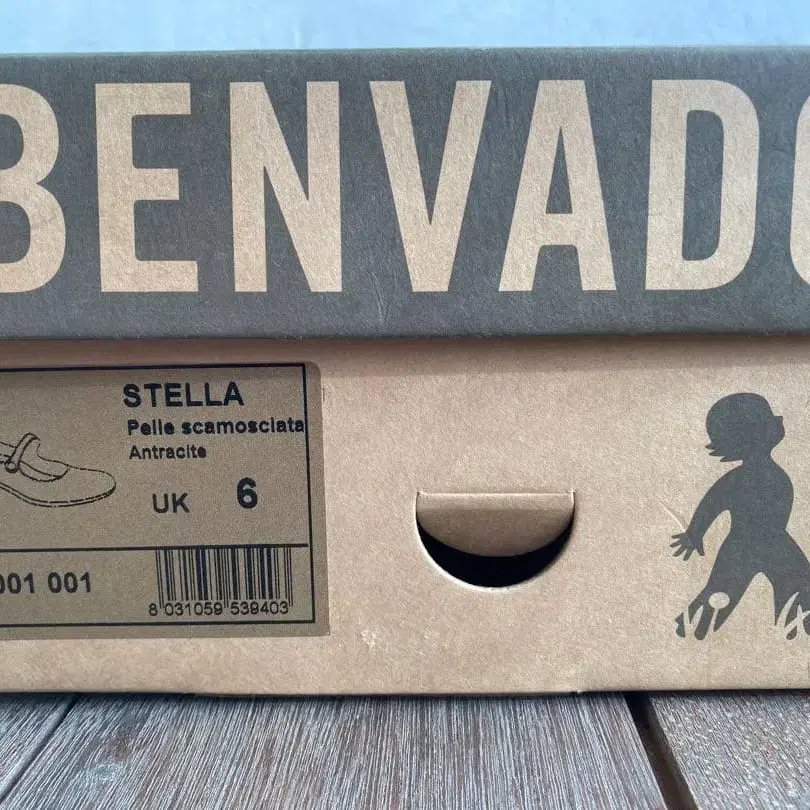 BENVADO
STELLA
Pelle scamosciata
Antracite
UK 6
001 001
8 031059 539403